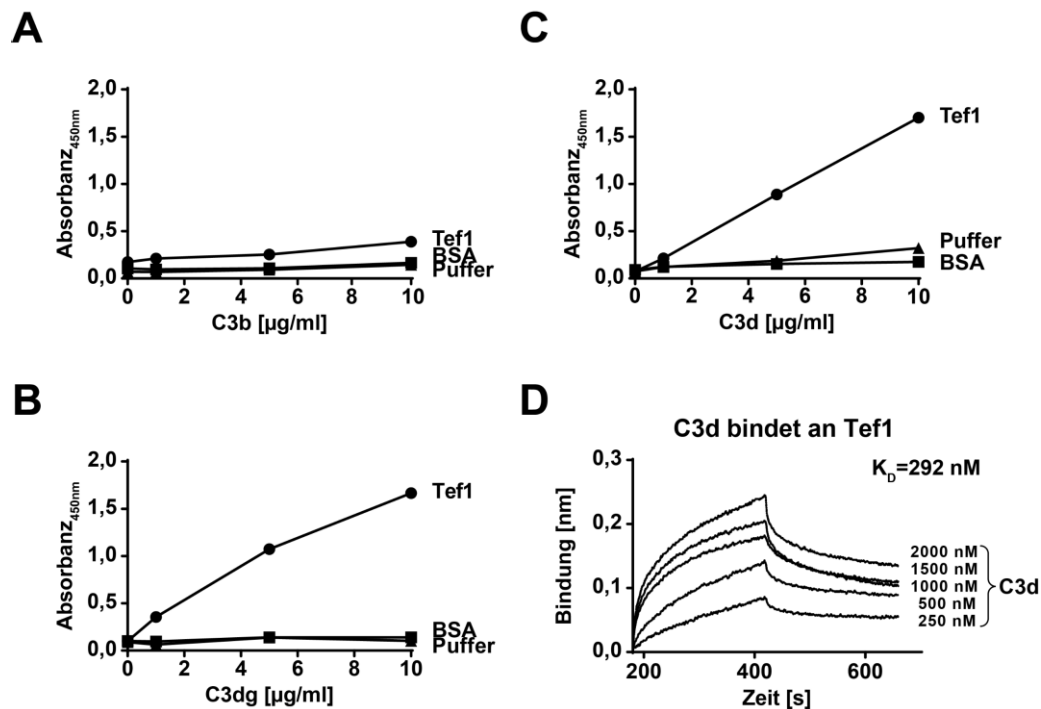 A
2,0
1,5
1,0
0,5
0,0
Absorbanz450nm
0 2 4 6 8 10
C3b [µg/ml]
Tef1
BSA
Puffer
B
2,0
1,5
1,0
0,5
0,0
Absorbanz450nm
0 2 4 6 8 10
C3dg [µg/ml]
Tef1
BSA
Puffer
C
2,0
1,5
1,0
0,5
0,0
Absorbanz450nm
0 2 4 6 8 10
C3d [µg/ml]
Tef1
Puffer
BSA
D
C3d bindet an Tef1
KD=292 nM
0,3
0,2
0,1
0,0
Bindung [nm]
200 400 600
Zeit [s]
2000 nM
1500 nM
1000 nM
500 nM
250 nM
C3d